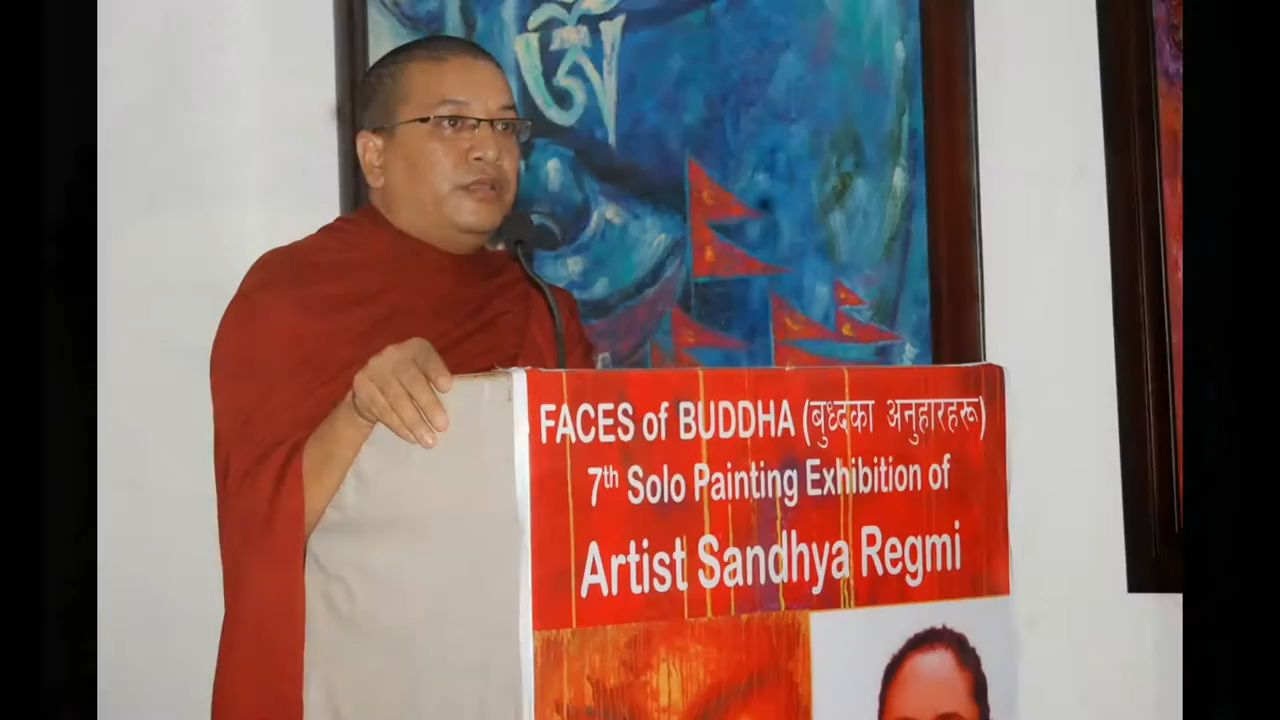 ॐ
FACES of BUDDHA (बुध्दका अनुहारहरू)
7th Solo Painting Exhibition of
Artist Sandhya Regmi